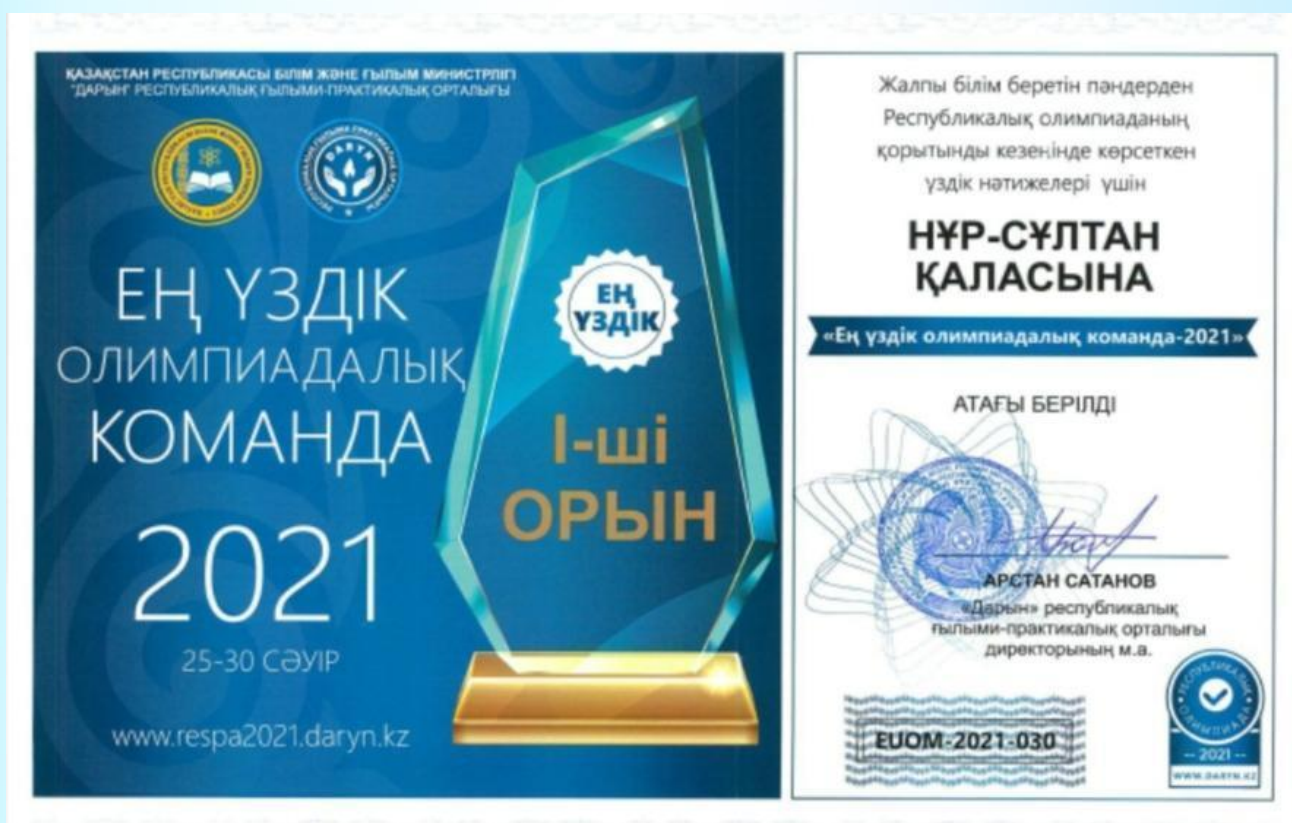 ҚАЗАҚСТАН РЕСПУБЛИКАСЫ БІЛІМ ЖӘНЕ ҒЫЛЫМ МИНИСТРЛІГІ
"ДАРЫН" РЕСПУБЛИКАЛЫҚ ҒЫЛЫМИ-ПРАКТИКАЛЫҚ ОРТАЛЫҒЫ
DARYN
ЕҢ ҮЗДІК
ОЛИМПИАДАЛЫҚ
КОМАНДА
2021
25-30 СӘУІР
www.respa2021.daryn.kz
ЕҢ
ҮЗДІК
І-ші
ОРЫН
Жалпы білім беретін пәндерден
Республикалық олимпиаданың
қорытынды кезеңінде көрсеткен
үздік нәтижелері үшін
НҰР-СҰЛТАН
ҚАЛАСЫНА
«Ең үздік олимпиадалық команда-2021»
АТАҒЫ БЕРІЛДІ
АРСТАН САТАНОВ
«Дарын» республикалық
ғылыми-практикалық орталығы
директорының м.а.
EUOM-2021-030
РЕСПУБЛИКАЛЫҚ
ОЛИМПИАДА
-- 2021 --
WWW.DARYN.KZ